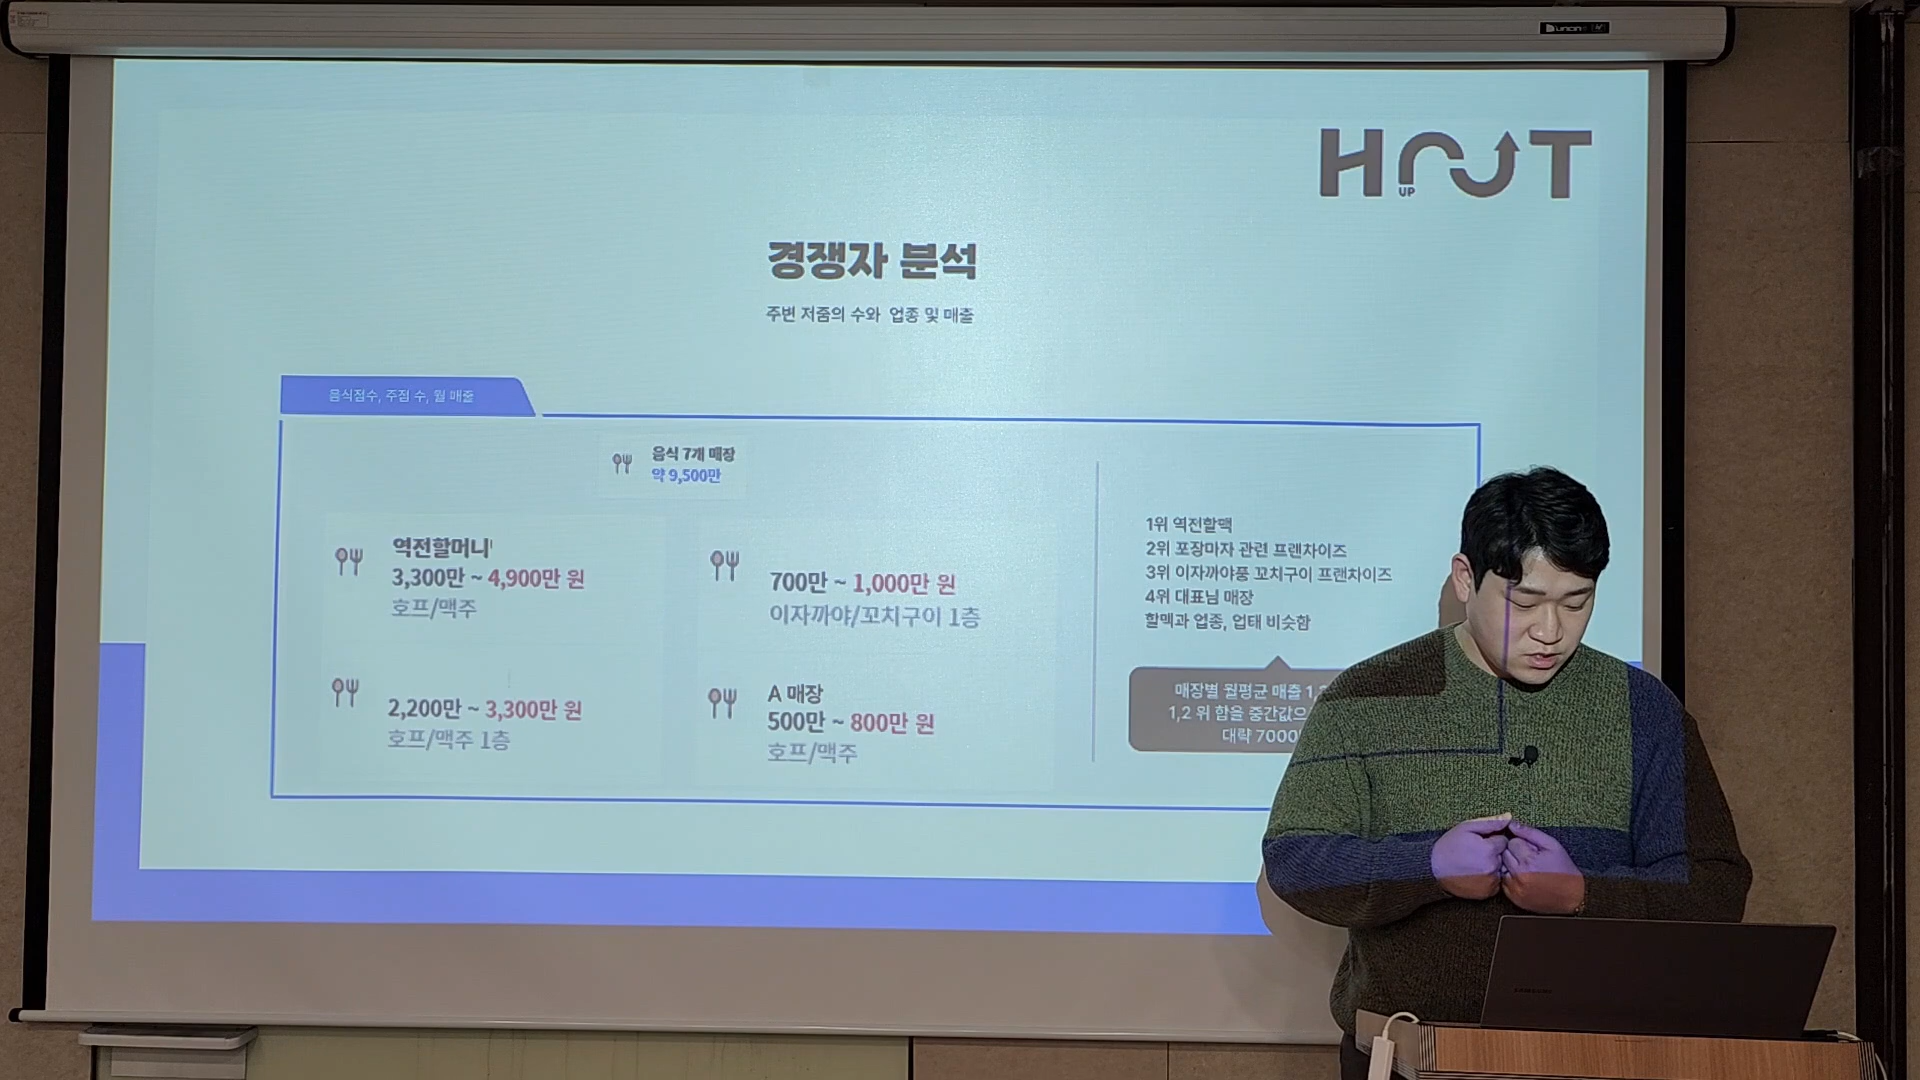 H UP T
경쟁자 분석
주변 저줌의 수와 업종 및 매출
음식점수, 주점 수, 월 매출
음식 7개 매장
약 9,500만
역전할머니
3,300만 ~ 4,900만 원
호프/맥주
700만 ~ 1,000만 원
이자까야/꼬치구이 1층
2,200만 ~ 3,300만 원
호프/맥주 1층
A 매장
500만 ~ 800만 원
호프/맥주
1위 역전할맥
2위 포장마자 관련 프랜차이즈
3위 이자까야풍 꼬치구이 프랜차이즈
4위 대표님 매장
할멕과 업종, 업태 비슷함
매장별 월평균 매출
1,2 위 합을 중간값으
대략 7000
SAMSUNG